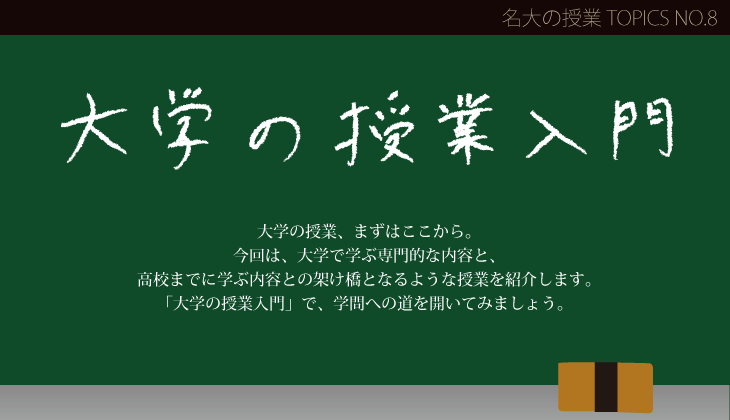 名大の授業 TOPICS NO.8
大学の授業入門
大学の授業、まずはここから。
今回は、大学で学ぶ専門的な内容と、
高校までに学ぶ内容との架け橋となるような授業を紹介します。
「大学の授業入門」で、学問への道を開いてみましょう。